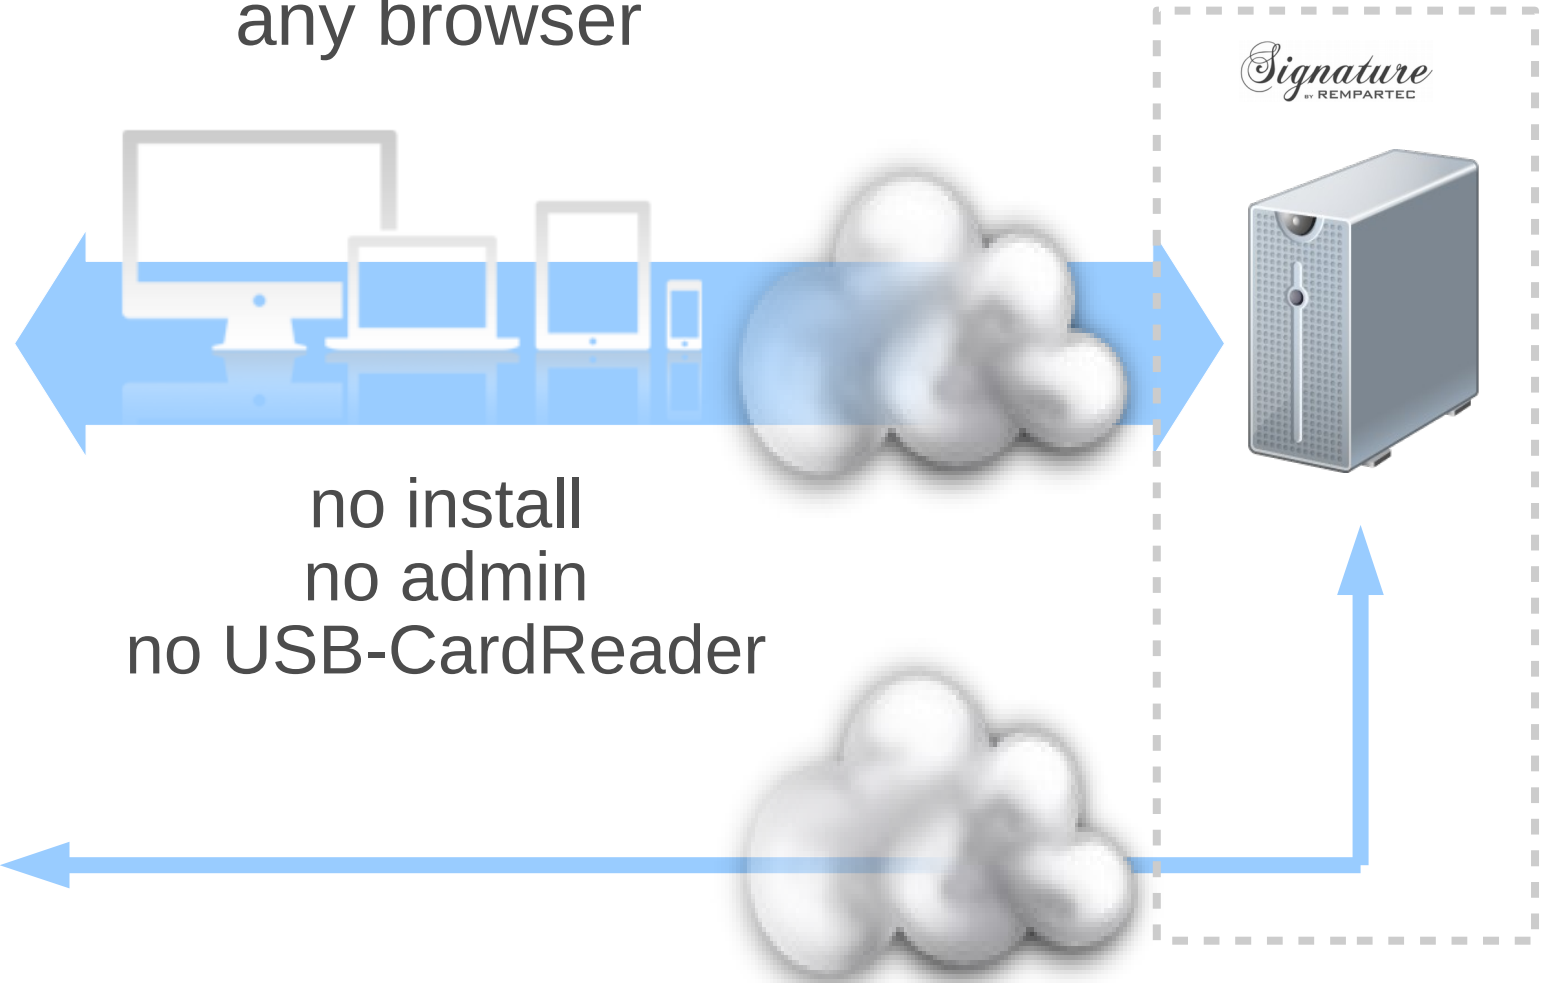 any browser
Signature
BY REMPARTEC
no install
no admin
no USB-CardReader